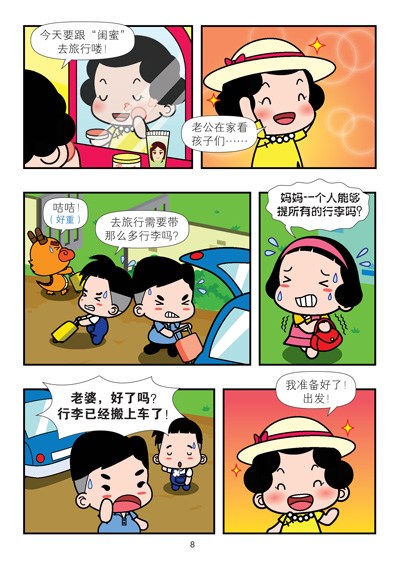 今天要跟“闺蜜”
去旅行喽!
老公在家看
孩子们……
咕咕!
(好重)
去旅行需要带
那么多行李吗?
妈妈一个人能够
提所有的行李吗?
老婆，好了吗?
行李已经搬上车了!
我准备好了!
出发!
8